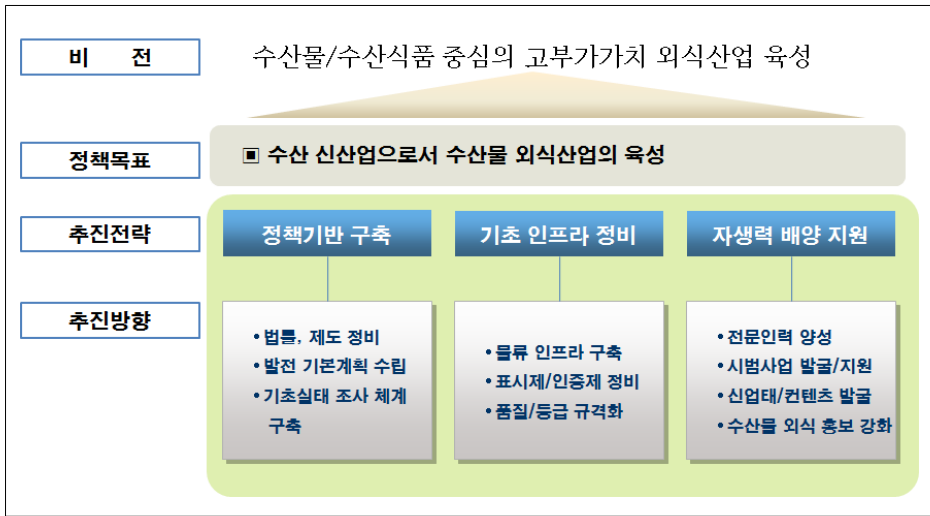 비 전
수산물/수산식품 중심의 고부가가치 외식산업 육성
정책목표
▣ 수산 신산업으로서 수산물 외식산업의 육성
추진전략
정책기반 구축
기초 인프라 정비
자생력 배양 지원
추진방향
• 법률, 제도 정비
• 발전 기본계획 수립
• 기초실태 조사 체계
구축
• 물류 인프라 구축
• 표시제/인증제 정비
• 품질/등급 규격화
• 전문인력 양성
• 시범사업 발굴/지원
• 신업태/컨텐츠 발굴
• 수산물 외식 홍보 강화